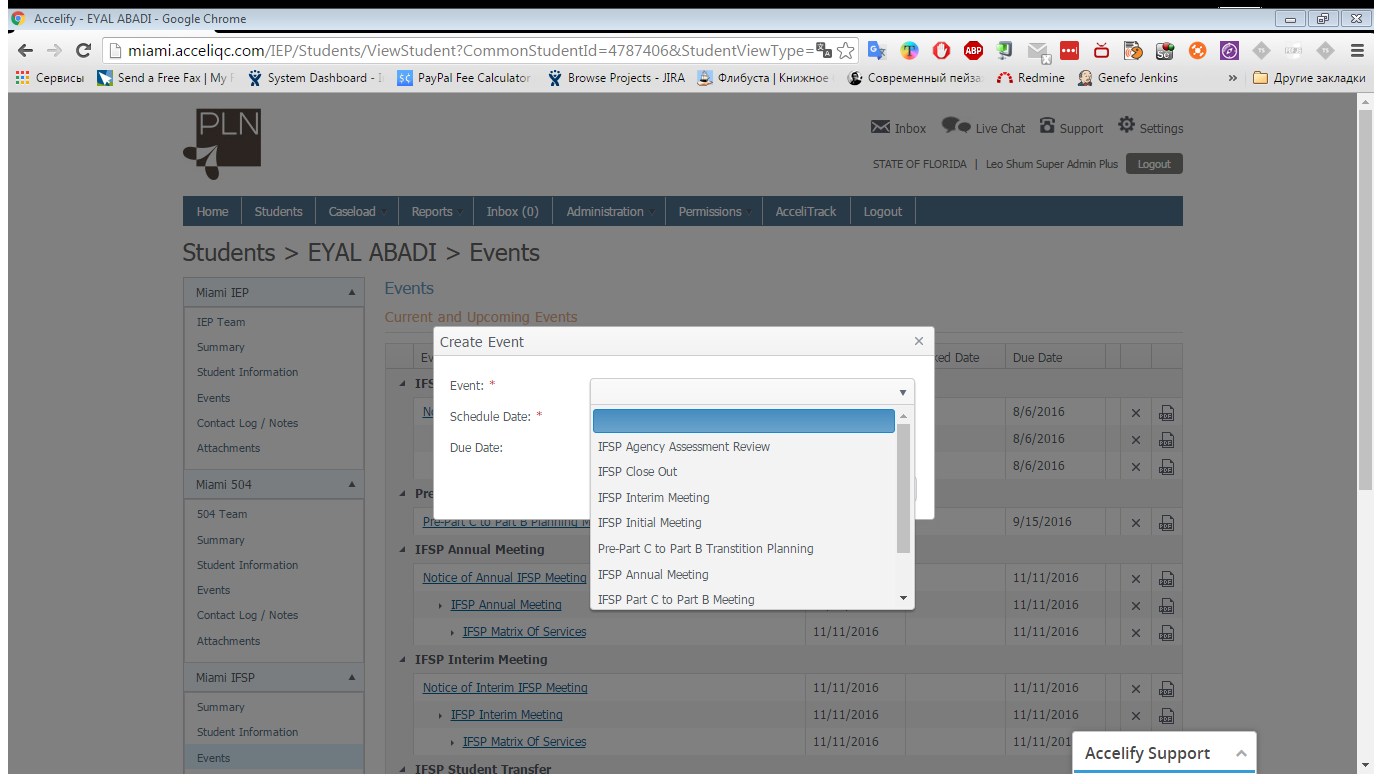 Accelify - EYAL ABADI - Google Chrome
miami.acceliqc.com/IEP/Students/ViewStudent?CommonStudentId=4787406&StudentViewType=
ABP
Сервисы Send a Free Fax | My System Dashboard - PayPal Fee Calculator Browse Projects - JIRA Флибуста | Книжное Современный пейза Redmine Genefo Jenkins » Другие закладки
PLN
Inbox Live Chat Support Settings
STATE OF FLORIDA | Leo Shum Super Admin Plus Logout
Home Students Caseload Reports Inbox (0) Administration Permissions AcceliTrack Logout
Students > EYAL ABADI > Events
Miami IEP
IEP Team
Summary
Student Information
Events
Contact Log / Notes
Attachments
Miami 504
504 Team
Summary
Student Information
Events
Contact Log / Notes
Attachments
Miami IFSP
Summary
Student Information
Events
Events
Current and Upcoming Events
Ev ked Date Due Date
IFS
No 8/6/2016
8/6/2016
8/6/2016
Pre
Pre-Part C to Part B Planning M 9/15/2016
IFSP Annual Meeting
Notice of Annual IFSP Meeting 11/11/2016
IFSP Annual Meeting 11/11/2016
IFSP Matrix Of Services 11/11/2016 11/11/2016
IFSP Interim Meeting
Notice of Interim IFSP Meeting 11/11/2016 11/11/2016
IFSP Interim Meeting 11/11/2016 11/11/2016
IFSP Matrix Of Services 11/11/2016 11/11/201
IFSP Student Transfer
Create Event ×
Event: *
Schedule Date: *
Due Date:
IFSP Agency Assessment Review
IFSP Close Out
IFSP Interim Meeting
IFSP Initial Meeting
Pre-Part C to Part B Transtition Planning
IFSP Annual Meeting
IFSP Part C to Part B Meeting
Accelify Support